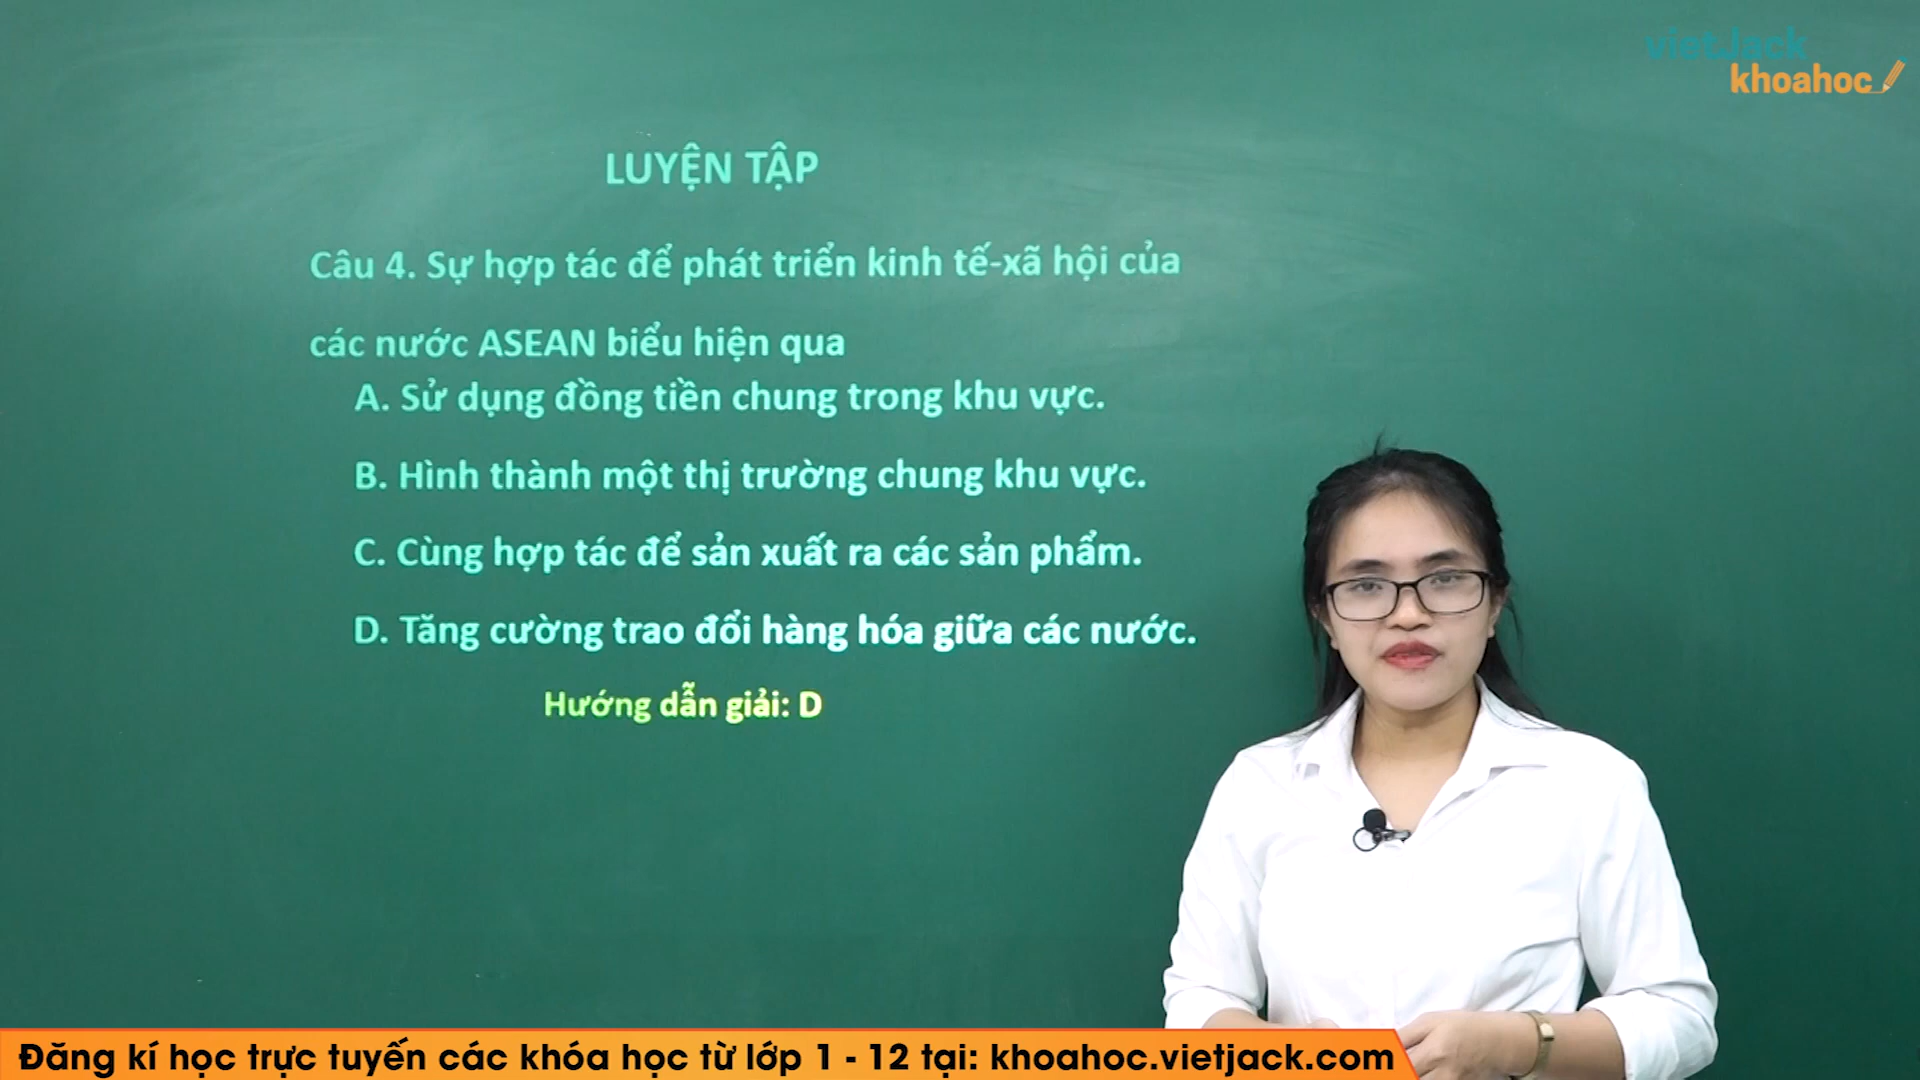 vietJack
khoahoc
LUYỆN TẬP
Câu 4. Sự hợp tác để phát triển kinh tế-xã hội của
các nước ASEAN biểu hiện qua
A. Sử dụng đồng tiền chung trong khu vực.
B. Hình thành một thị trường chung khu vực.
C. Cùng hợp tác để sản xuất ra các sản phẩm.
D. Tăng cường trao đổi hàng hóa giữa các nước.
Hướng dẫn giải: D
Đăng kí học trực tuyến các khóa học từ lớp 1 - 12 tại: khoahoc.vietjack.com